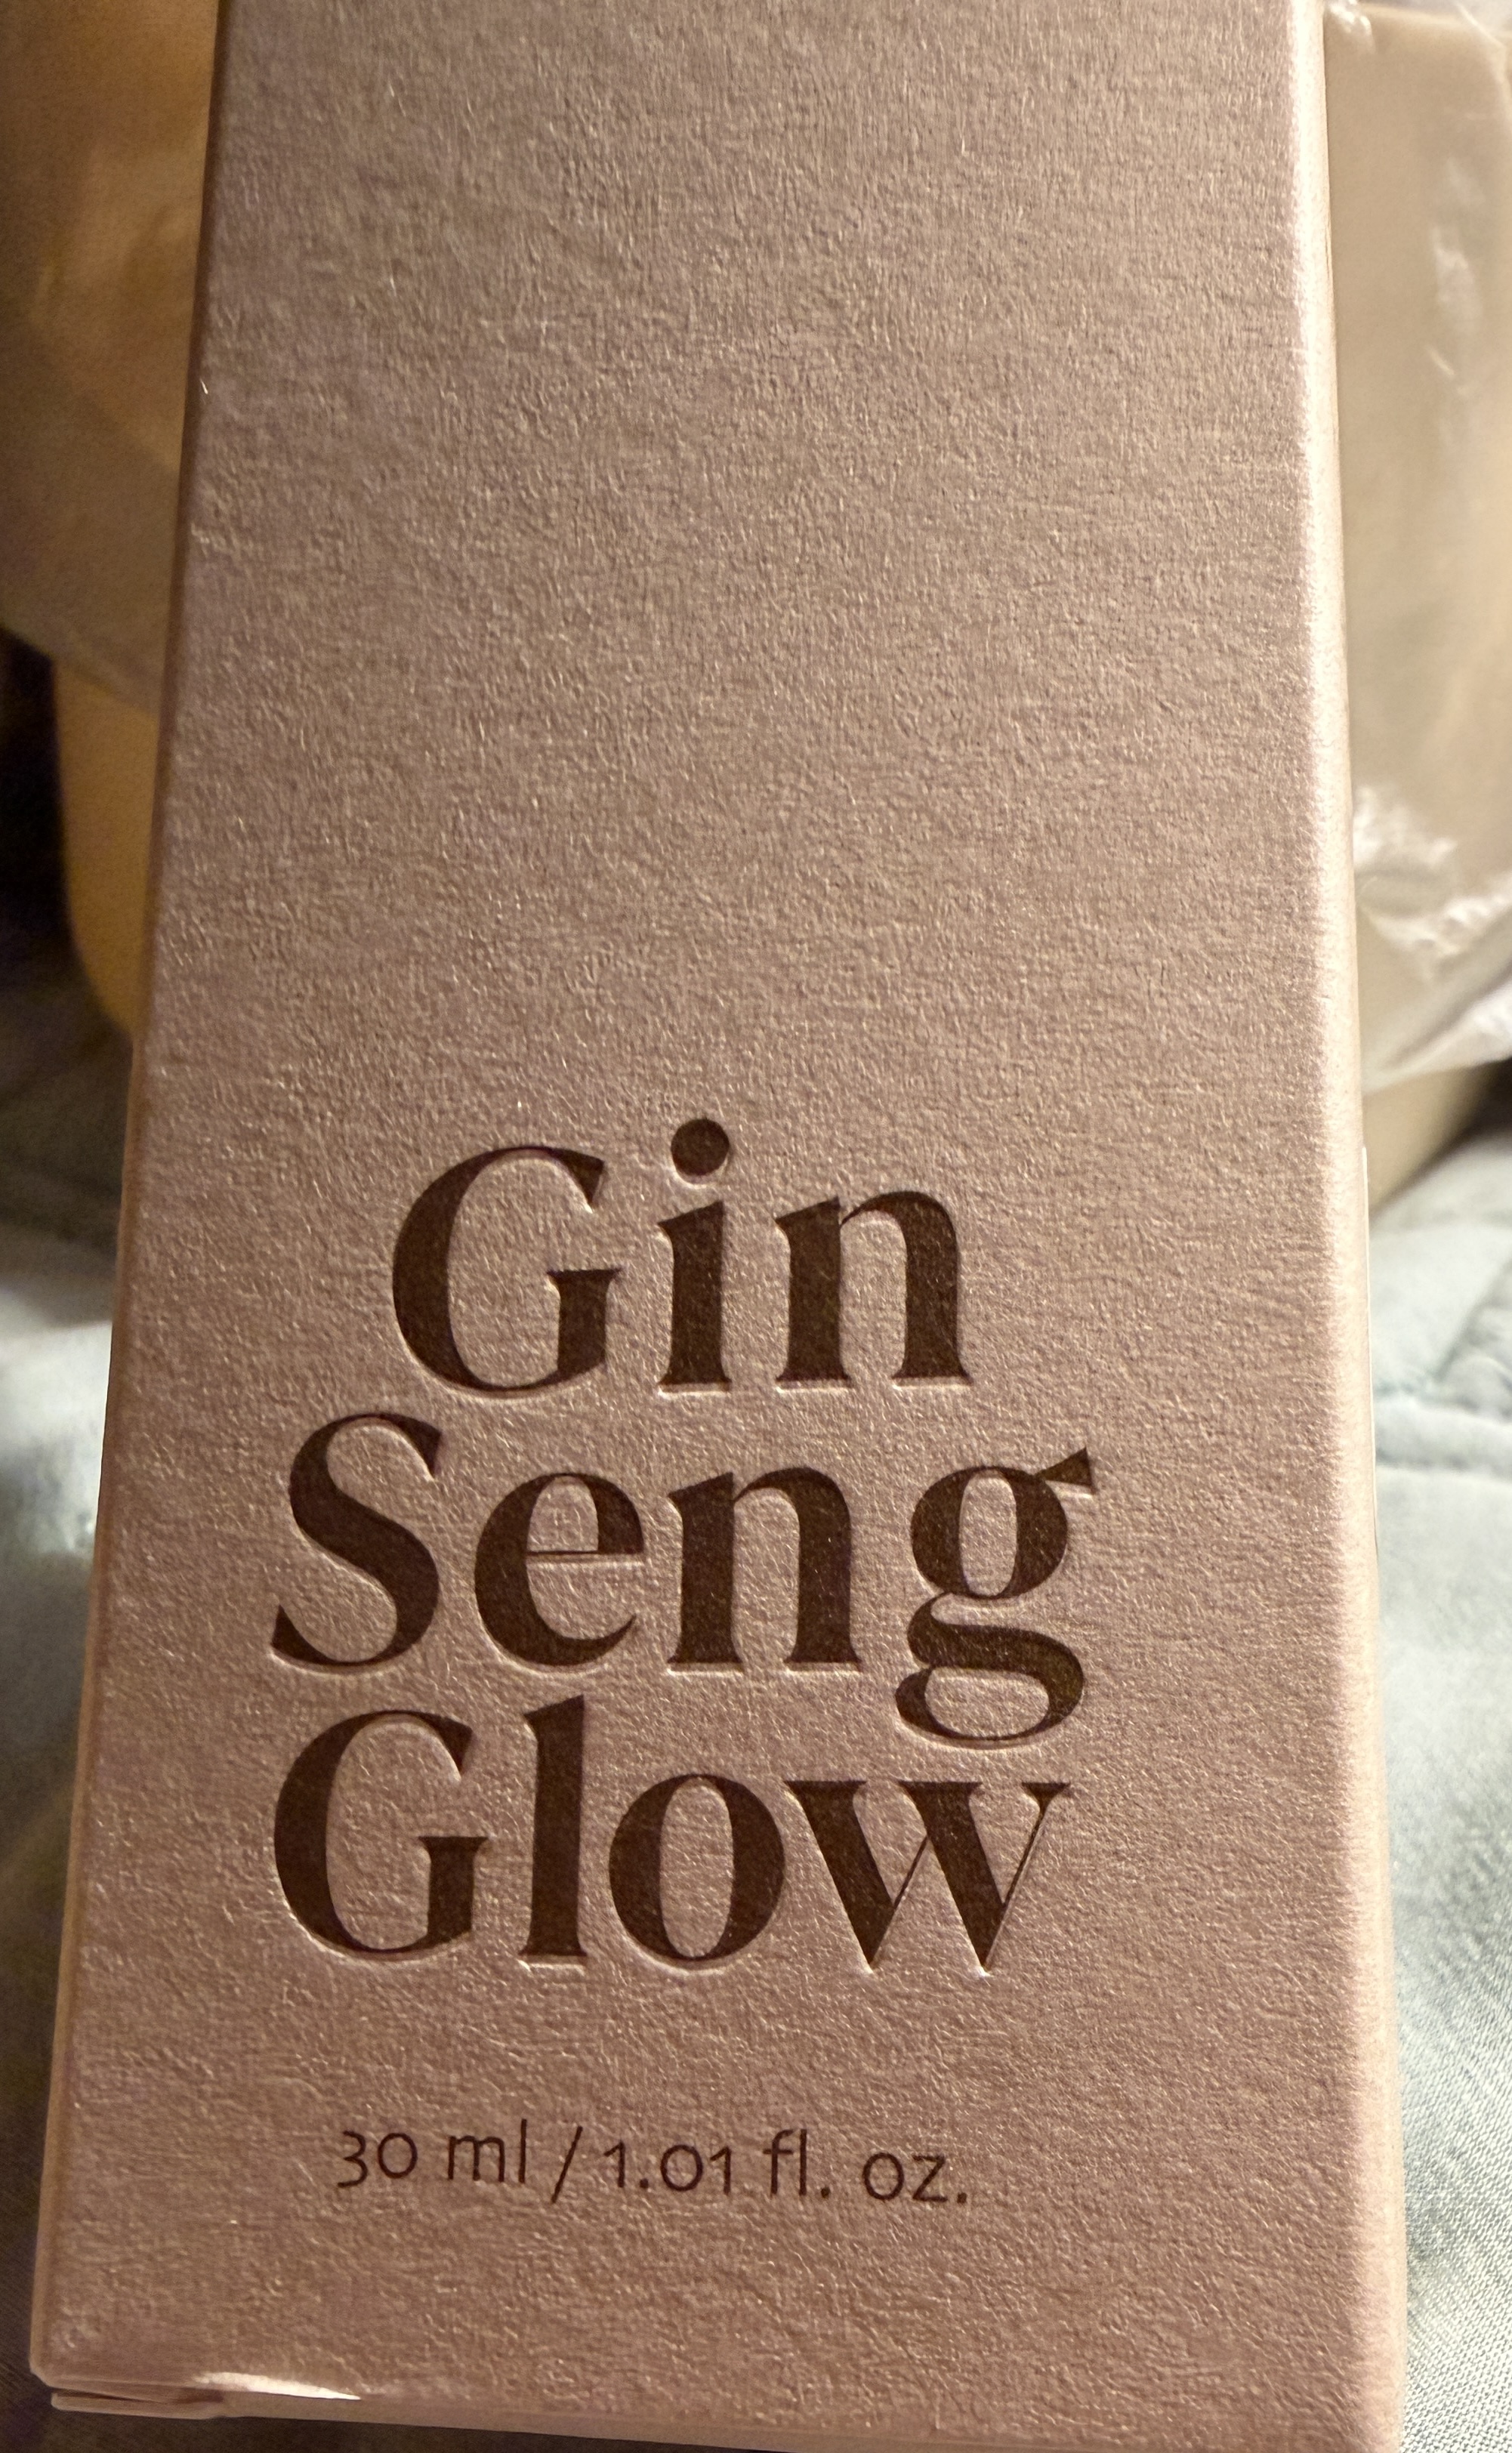 Gin
Seng
Glow
30 ml / 1.01 fl. oz.